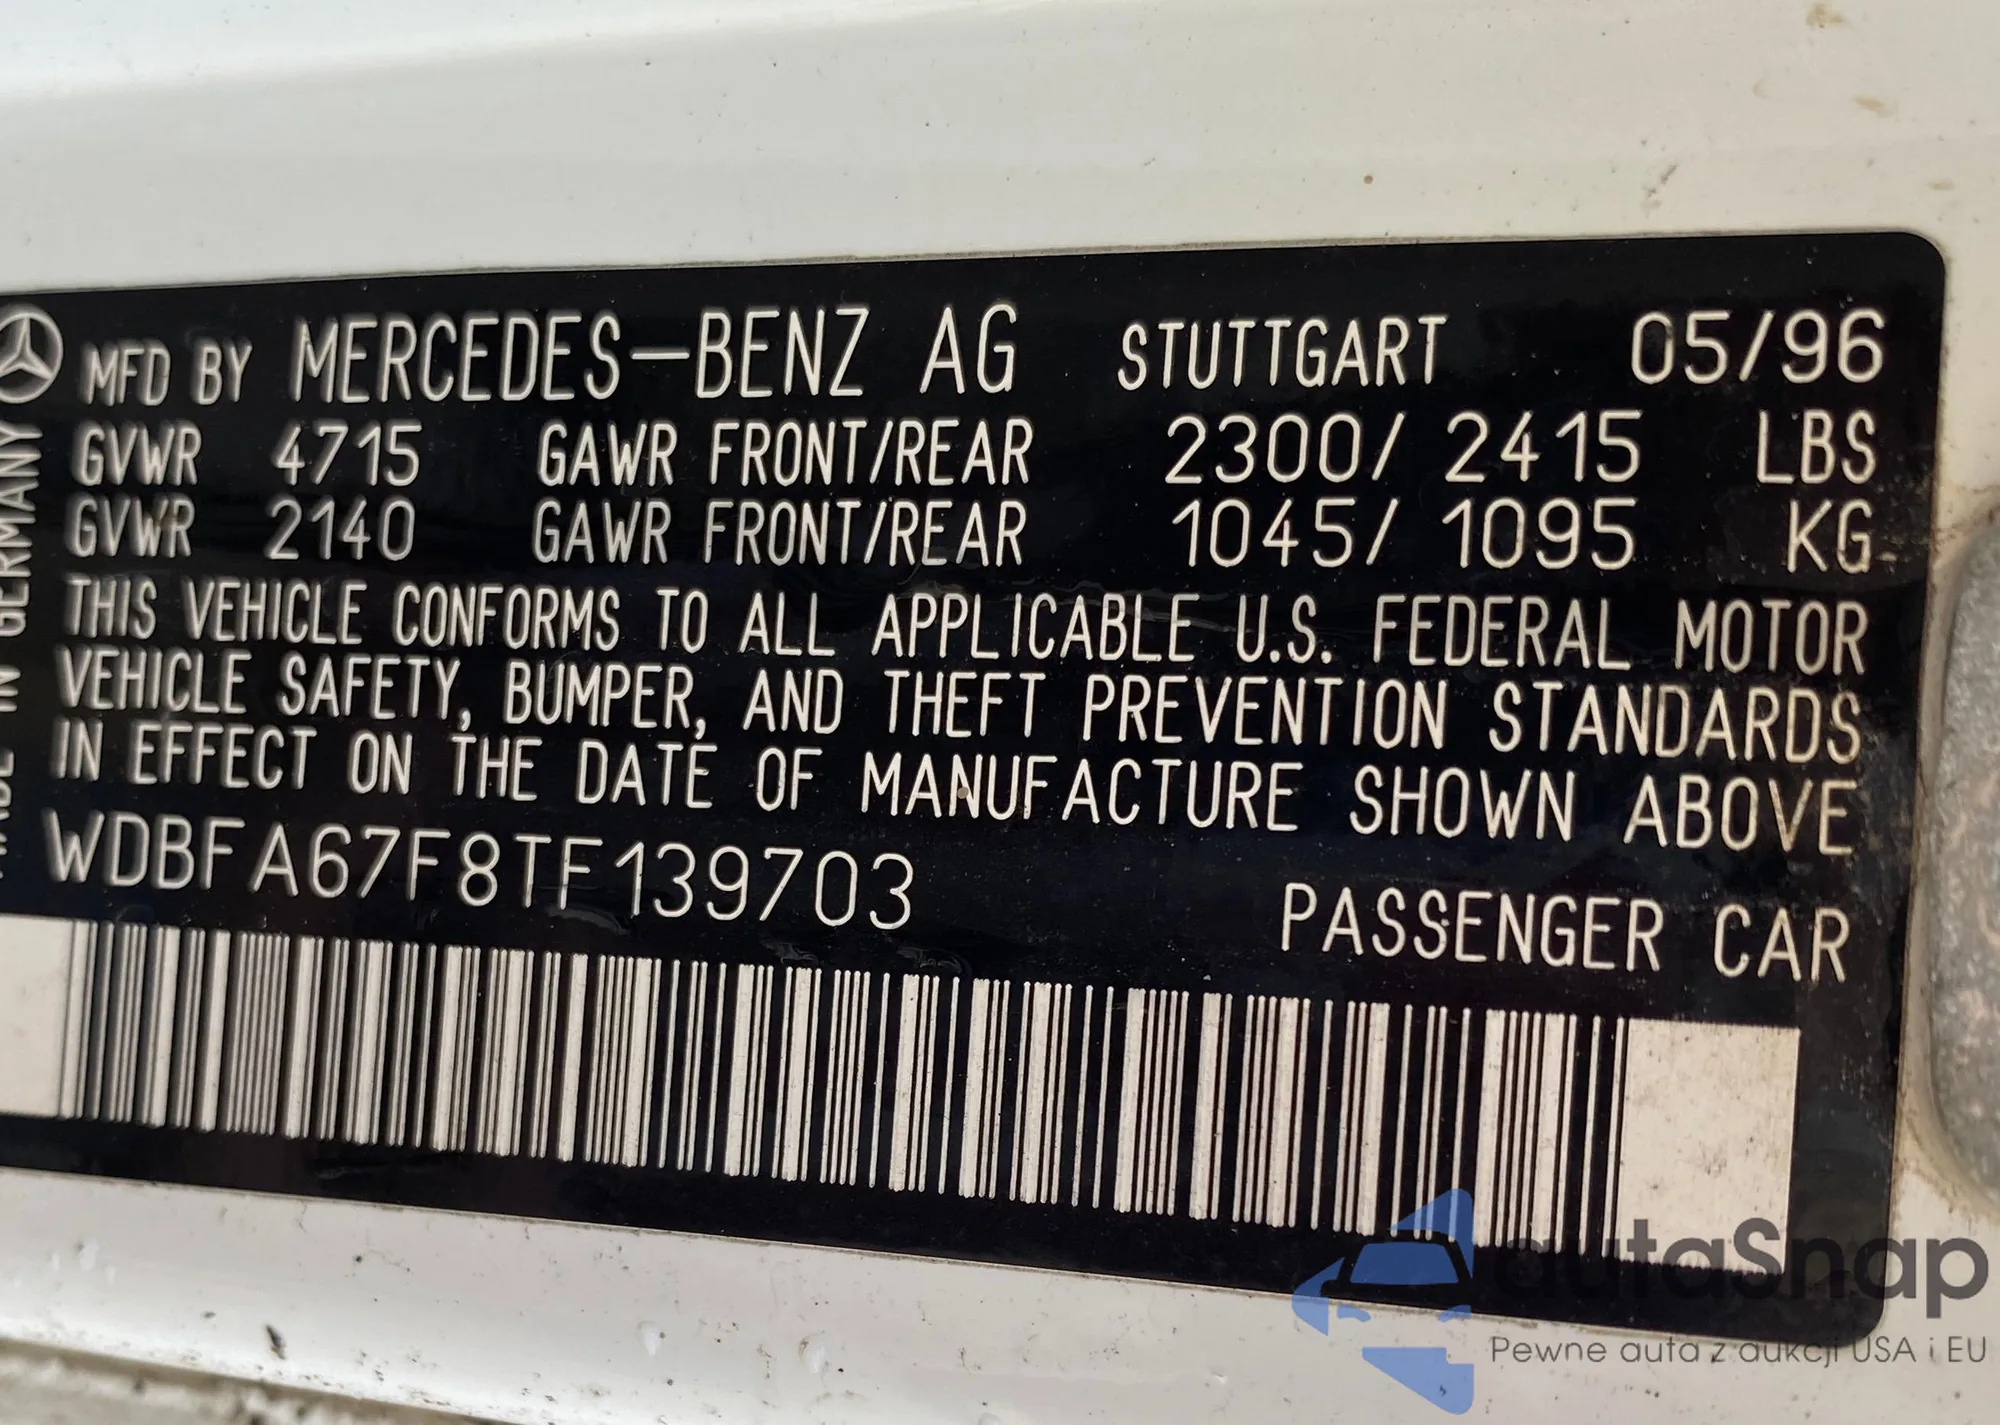 MFD BY MERCEDES-BENZ AG STUTTGART 05/96
GVWR 4715 GAWR FRONT/REAR 2300/ 2415 LBS
GVWR 2140 GAWR FRONT/REAR 1045/ 1095 KG
THIS VEHICLE CONFORMS TO ALL APPLICABLE U.S. FEDERAL MOTOR
VEHICLE SAFETY, BUMPER, AND THEFT PREVENTION STANDARDS
IN EFFECT ON THE DATE OF MANUFACTURE SHOWN ABOVE
WDBFA67F8TF139703
PASSENGER CAR
MADE IN GERMANY
autaSnap
Pewne auta z aukcji USA i EU